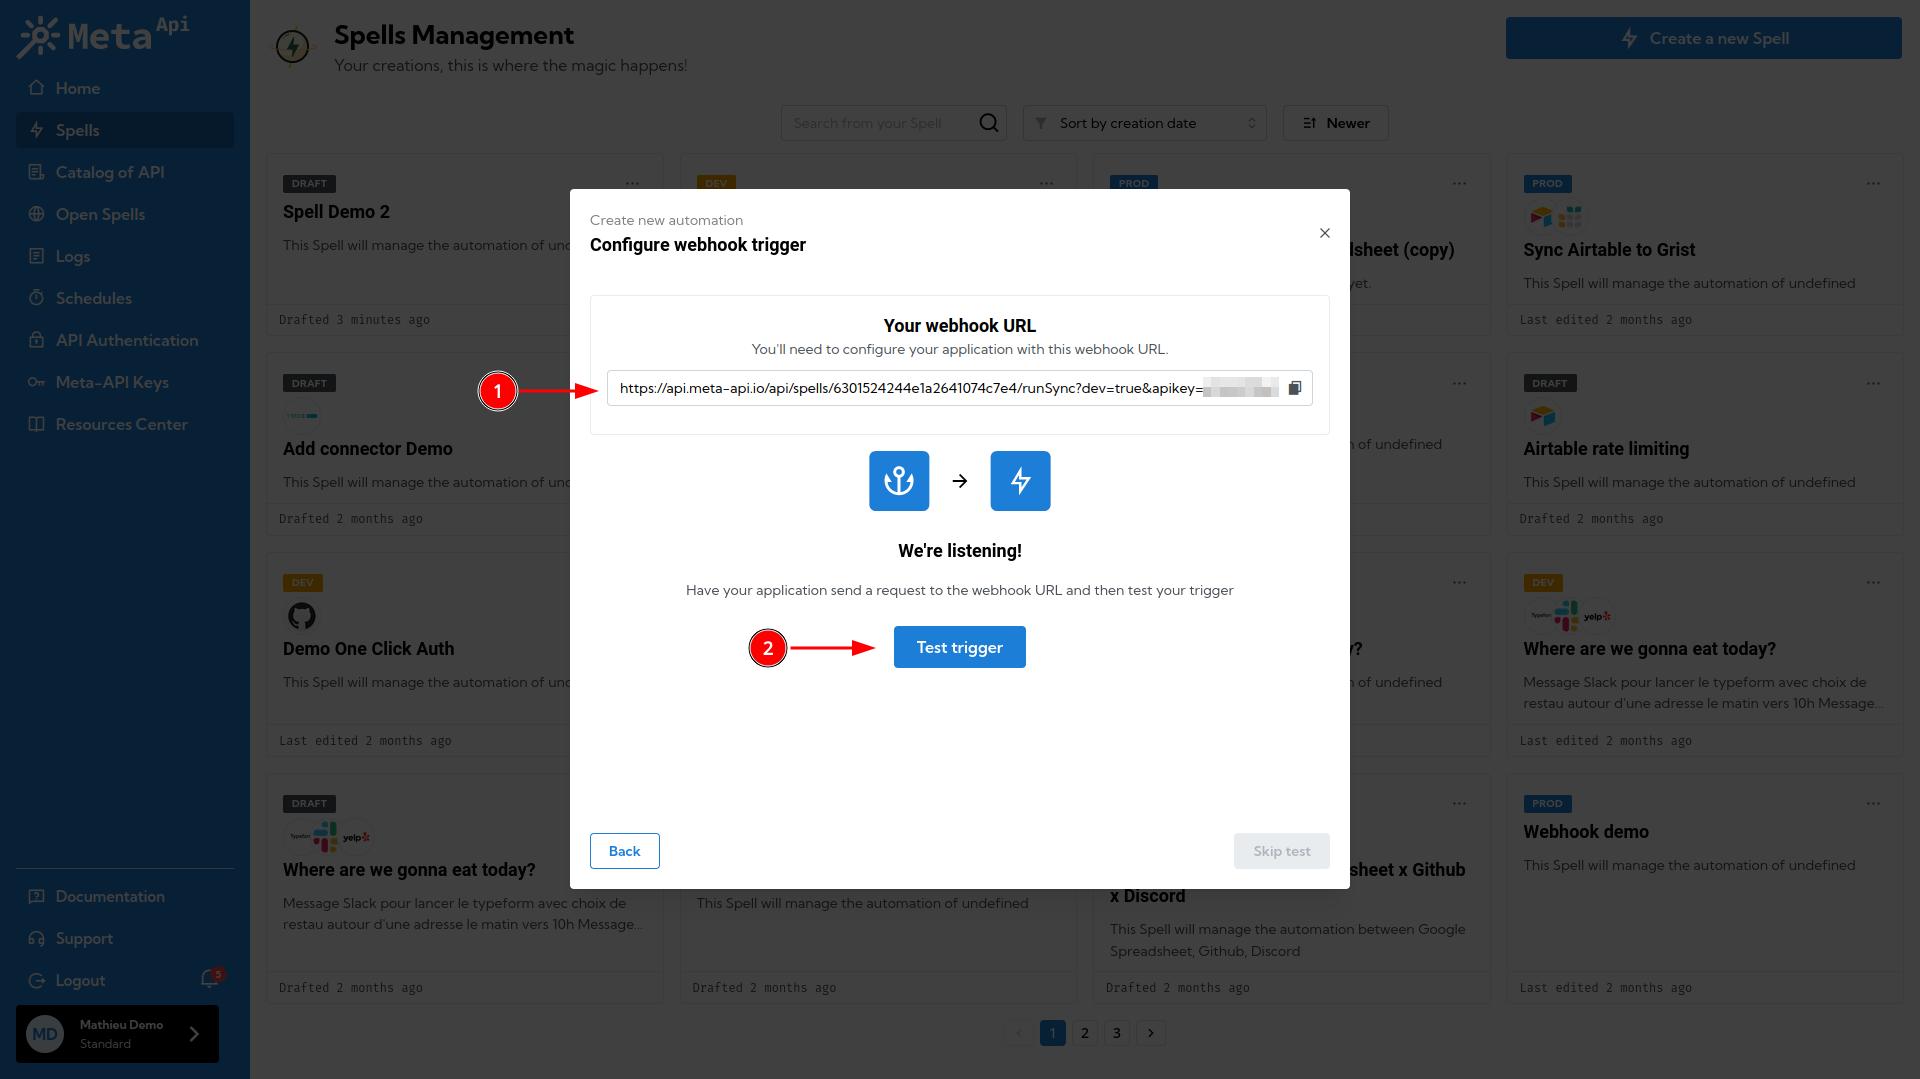 Meta Api
Home
Spells
Catalog of API
Open Spells
Logs
Schedules
API Authentication
Meta-API Keys
Resources Center
Documentation
Support
Logout
5
MD
Mathieu Demo
Standard
Spells Management
Your creations, this is where the magic happens!
Create a new Spell
Search from your Spell
Sort by creation date
Newer
DRAFT
Spell Demo 2
This Spell will manage the automation of und
Drafted 3 minutes ago
DEV
PROD
dsheet (copy)
yet.
PROD
Sync Airtable to Grist
This Spell will manage the automation of undefined
Last edited 2 months ago
Create new automation
Configure webhook trigger
Your webhook URL
You'll need to configure your application with this webhook URL.
1
https://api.meta-api.io/api/spells/6301524244e1a2641074c7e4/runSync?dev=true&apikey=
We're listening!
Have your application send a request to the webhook URL and then test your trigger
2
Test trigger
Back
Skip test
DRAFT
Add connector Demo
This Spell will manage the automation of und
Drafted 2 months ago
n of undefined
DRAFT
Airtable rate limiting
This Spell will manage the automation of undefined
Drafted 2 months ago
DEV
Demo One Click Auth
This Spell will manage the automation of und
Last edited 2 months ago
y?
n of undefined
DEV
Typeform
yelp
Where are we gonna eat today?
Message Slack pour lancer le typeform avec choix de
restau autour d'une adresse le matin vers 10h Message...
Last edited 2 months ago
DRAFT
Typeform
yelp
Where are we gonna eat today?
Message Slack pour lancer le typeform avec choix de
restau autour d'une adresse le matin vers 10h Message...
Drafted 2 months ago
This Spell will manage the automation of undefined
Drafted 2 months ago
sheet x Github
x Discord
This Spell will manage the automation between Google
Spreadsheet, Github, Discord
Drafted 2 months ago
PROD
Webhook demo
This Spell will manage the automation of undefined
Last edited 2 months ago
1
2
3